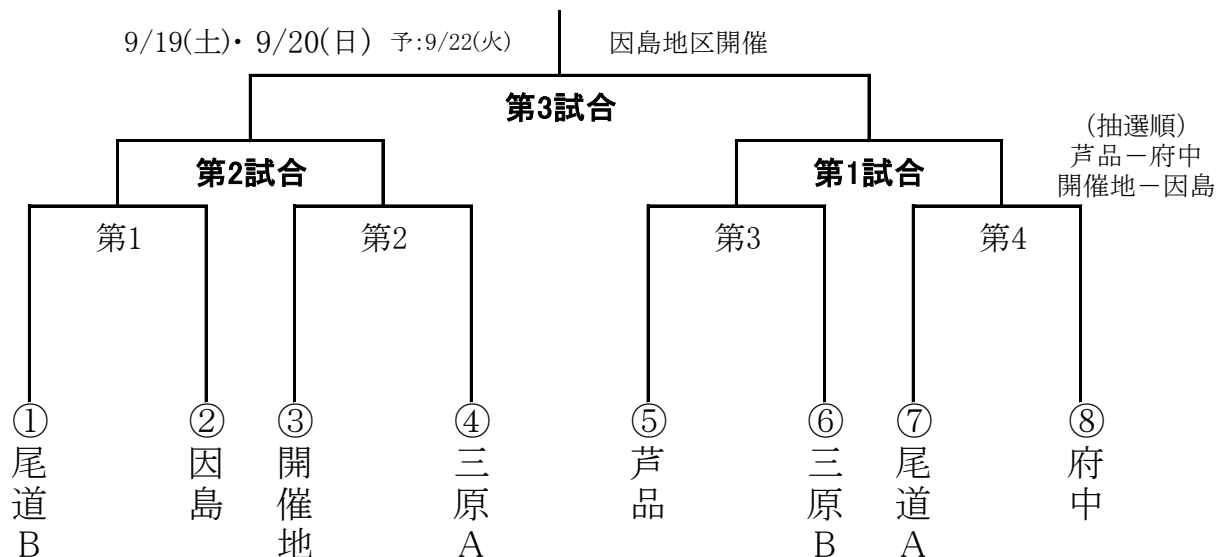 9/19(土)・ 9/20(日) 予:9/22(火)
因島地区開催
第3試合
(抽選順)
芦品－府中
開催地－因島
第2試合
第1試合
第1
第2
第3
第4
①尾道B
②因島
③開催地
④三原A
⑤芦品
⑥三原B
⑦尾道A
⑧府中